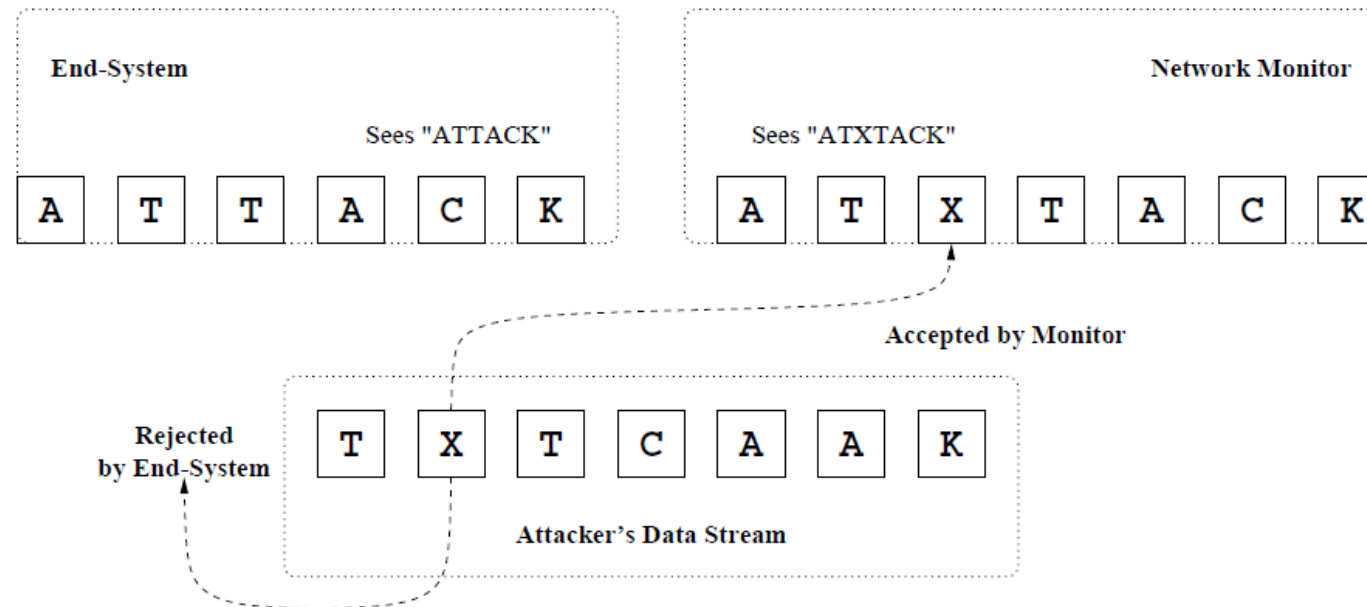 End-System
Network Monitor
Sees "ATTACK"
Sees "ATXTACK"
A T T A C K
A T X T A C K
Accepted by Monitor
Rejected
by End-System
T X T C A A K
Attacker’s Data Stream